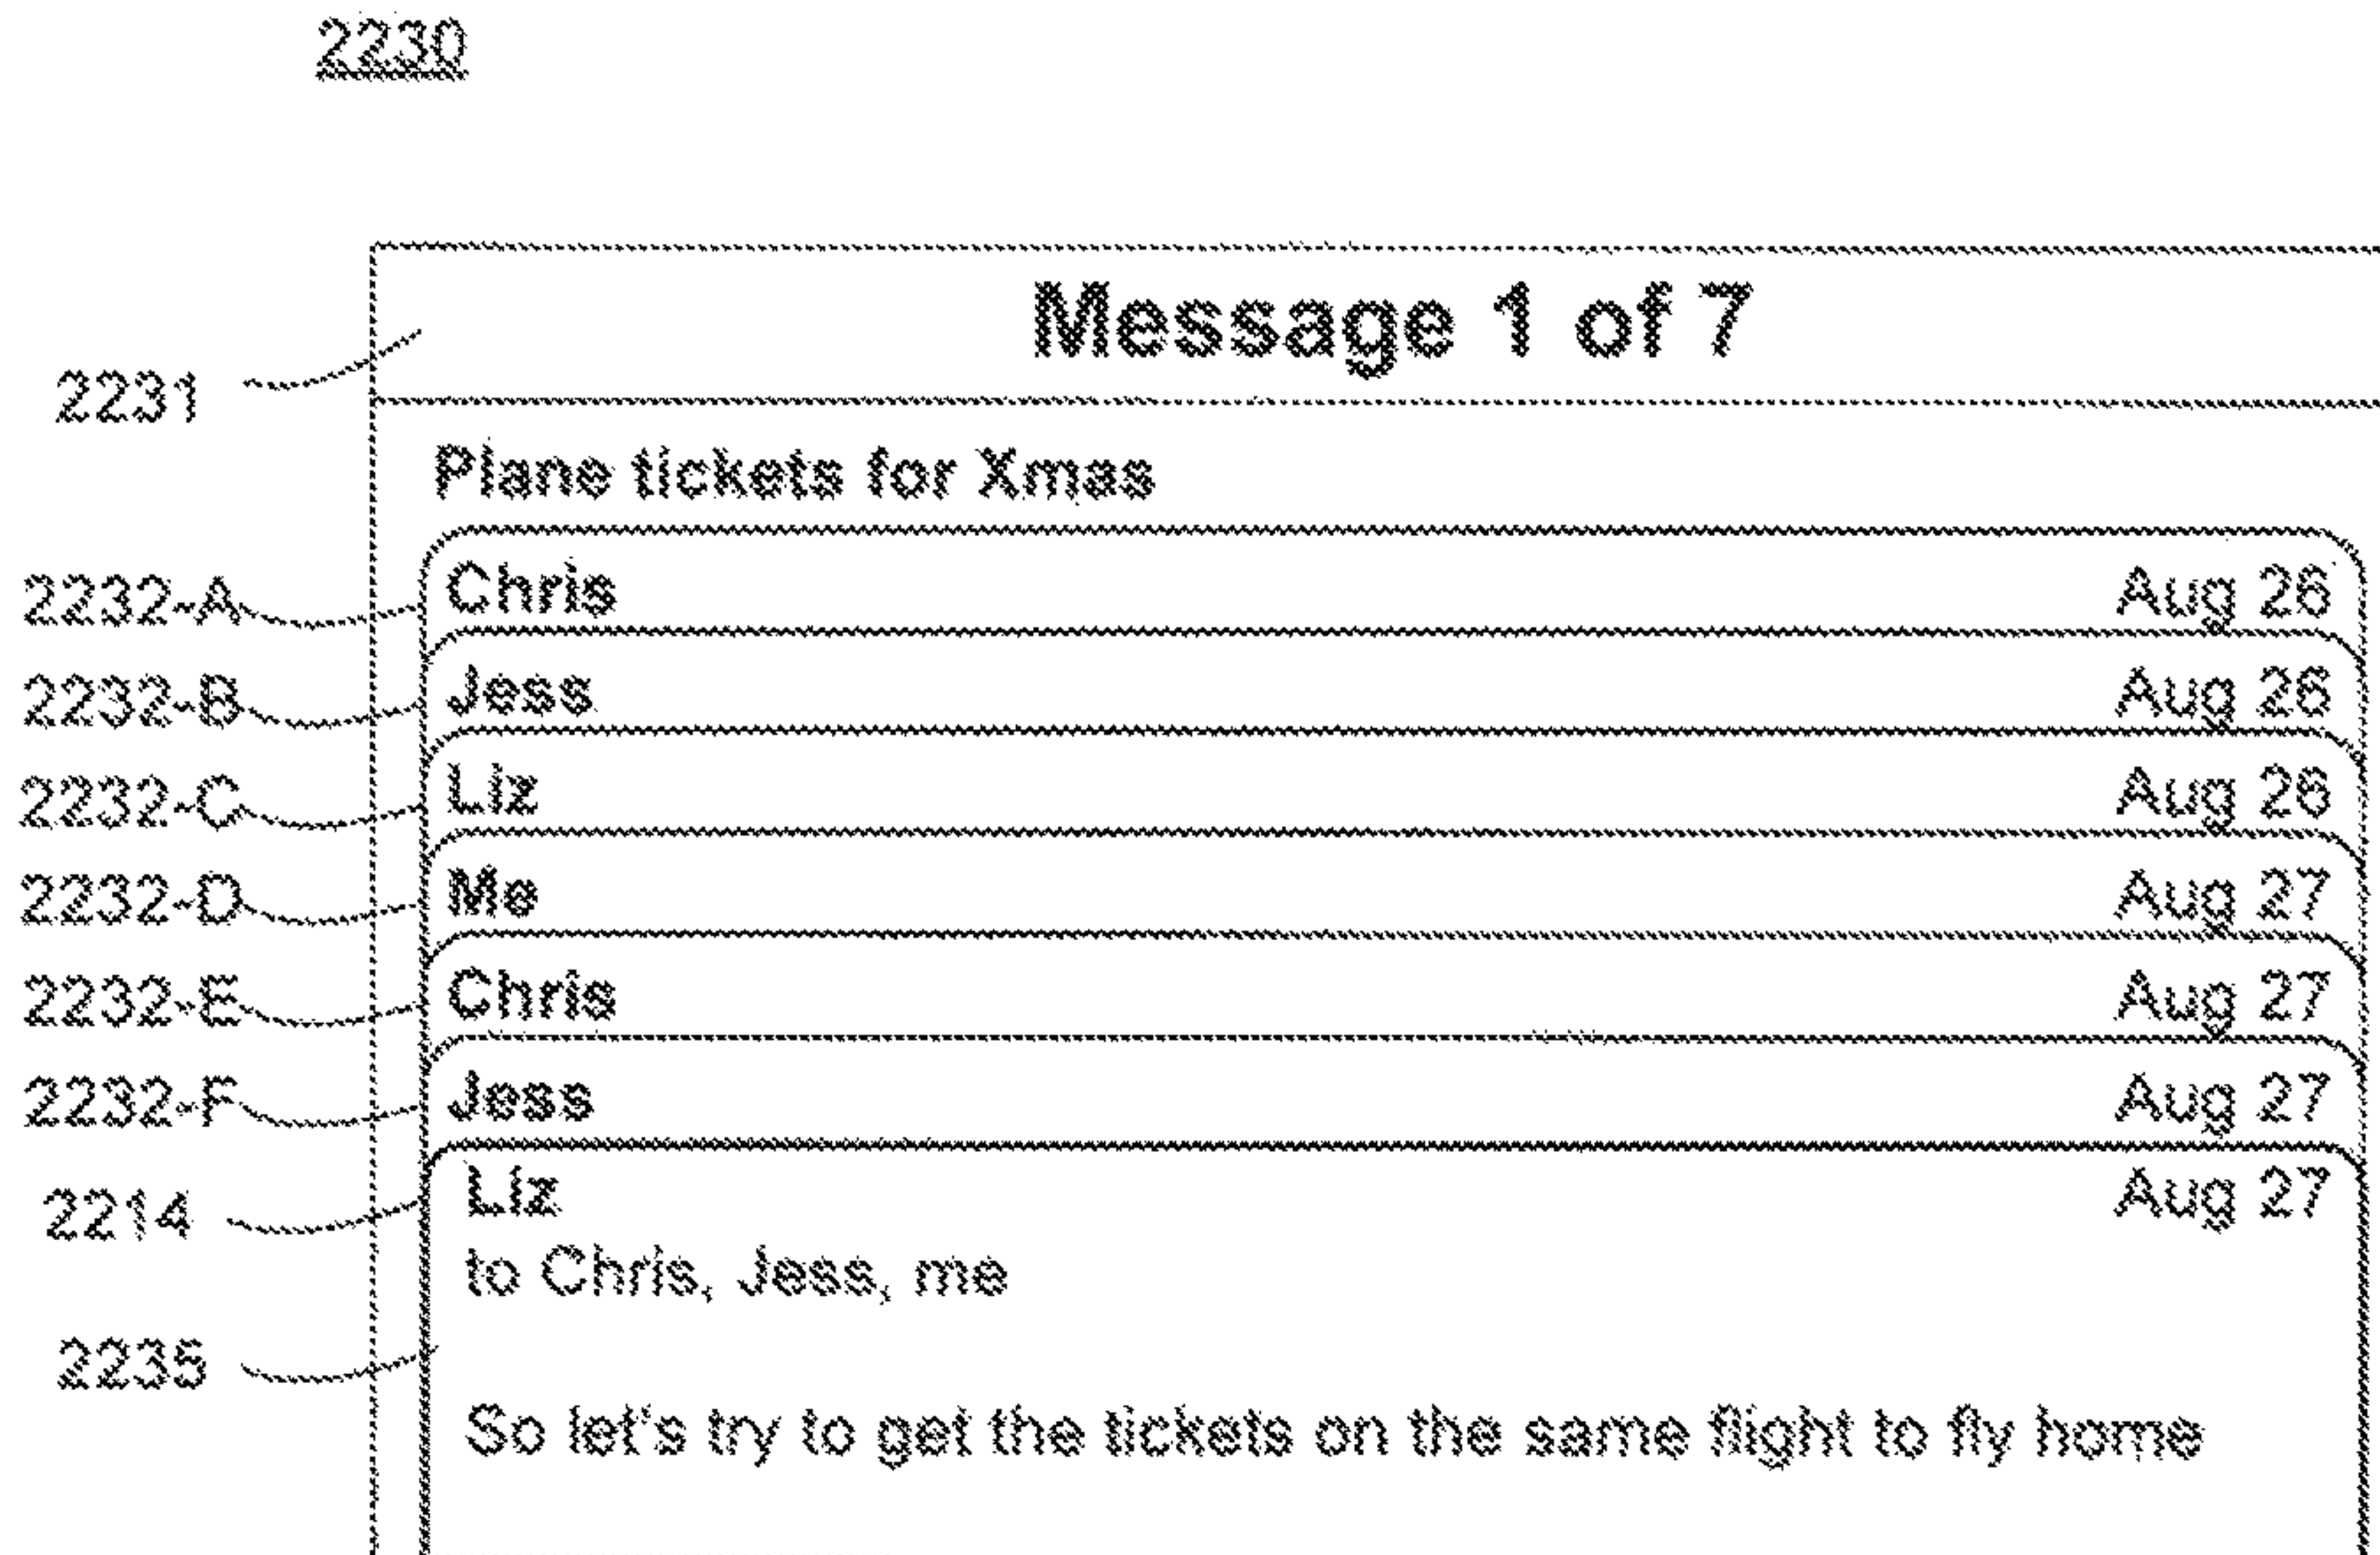 2230
Message 1 of 7
2231
Plane tickets for Xmas
2232-A Chris Aug 26
2232-B Jess Aug 26
2232-C Liz Aug 26
2232-D Me Aug 27
2232-E Chris Aug 27
2232-F Jess Aug 27
2214 Liz Aug 27
to Chris, Jess, me
2235
So let's try to get the tickets on the same flight to fly home